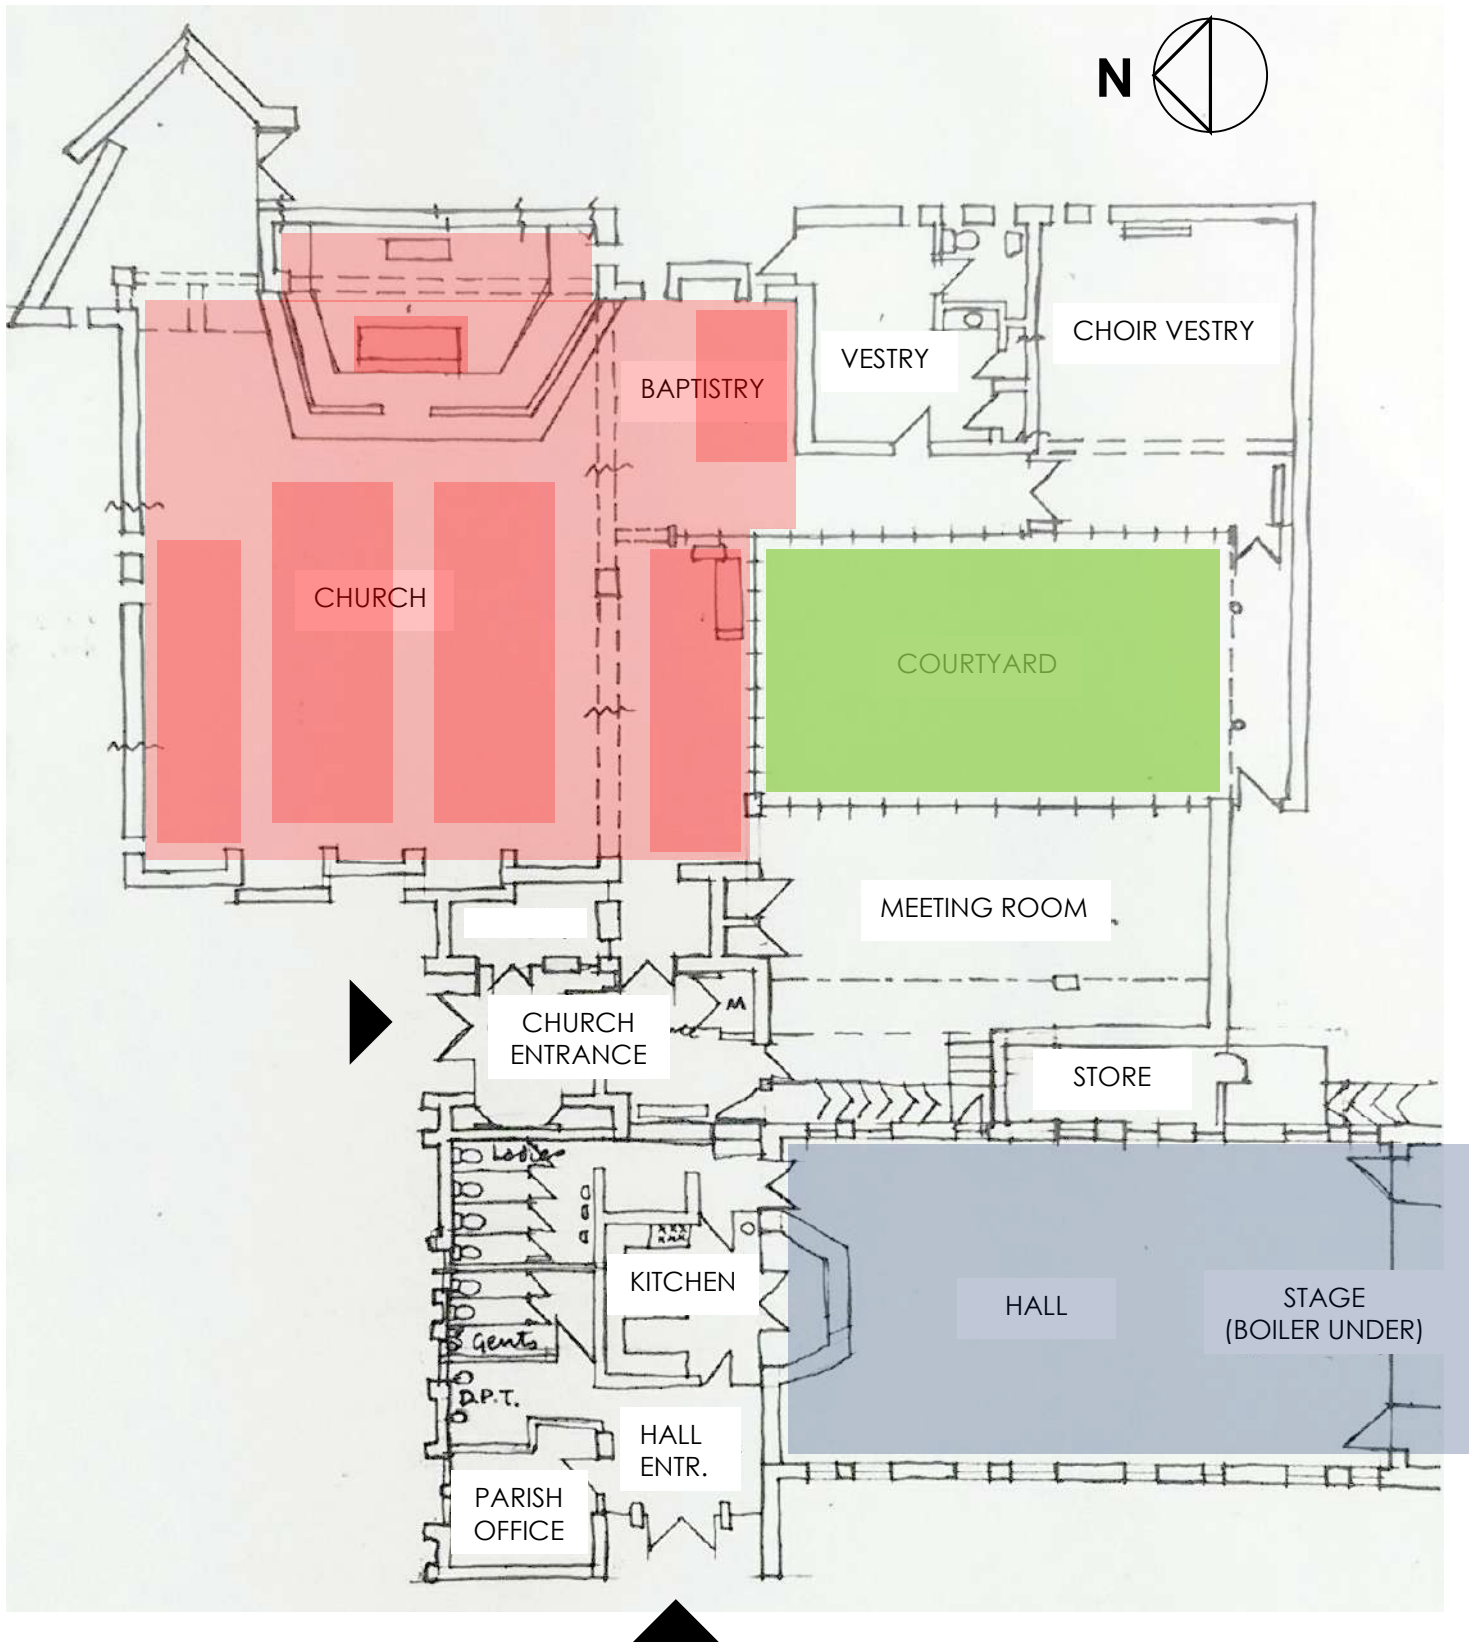 N
CHOIR VESTRY
VESTRY
BAPTISTRY
CHURCH
COURTYARD
MEETING ROOM
CHURCH
ENTRANCE
STORE
Ladies
KITCHEN
HALL
STAGE
(BOILER UNDER)
Gents
D.P.T.
HALL
ENTR.
PARISH
OFFICE